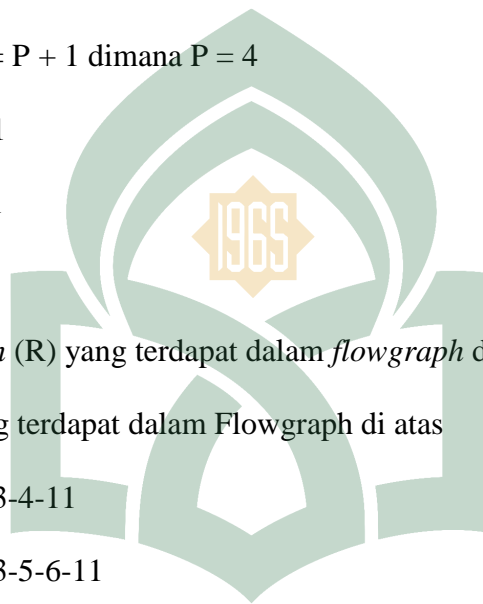 = P + 1 dimana P = 4
1965
(R) yang terdapat dalam flowgraph d
terdapat dalam Flowgraph di atas
3-4-11
3-5-6-11